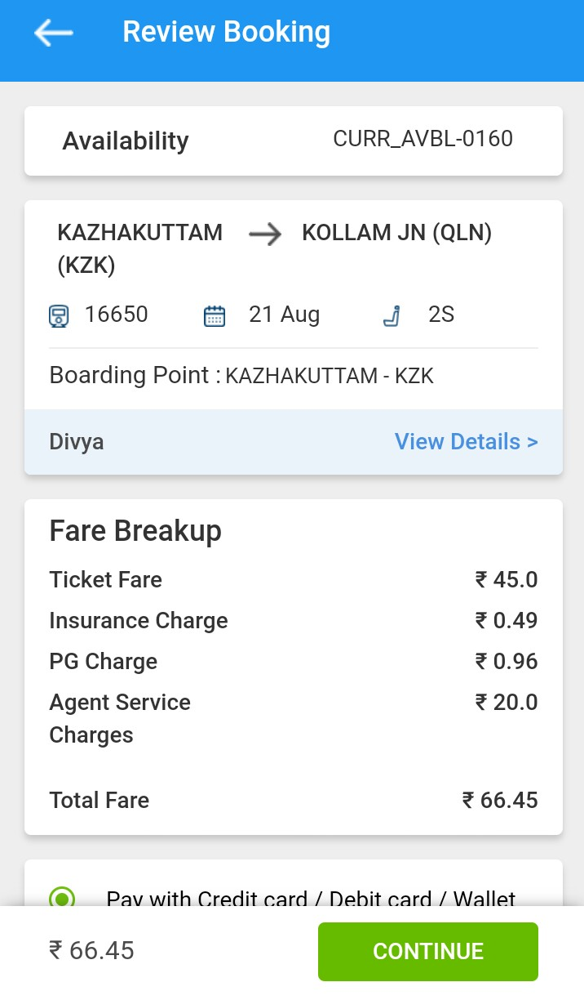 Review Booking
Availability CURR_AVBL-0160
KAZHAKUTTAM → KOLLAM JN (QLN)
(KZK)
16650 21 Aug 2S
Boarding Point : KAZHAKUTTAM - KZK
Divya View Details >
Fare Breakup
Ticket Fare ₹ 45.0
Insurance Charge ₹ 0.49
PG Charge ₹ 0.96
Agent Service ₹ 20.0
Charges
Total Fare ₹ 66.45
Pay with Credit card / Debit card / Wallet
₹ 66.45 CONTINUE